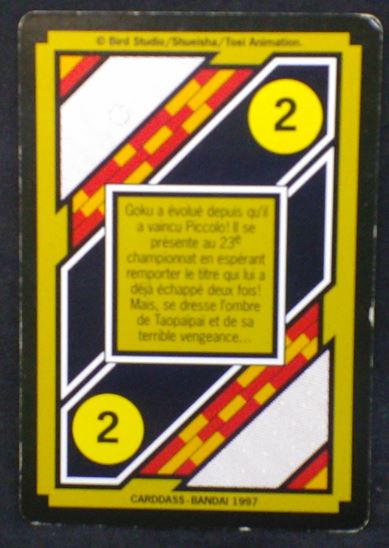 © Bird Studio/Shueisha/Toei Animation.
2
Goku a évolué depuis qu'il
a vaincu Piccolo! Il se
présente au 23e
championnat en espérant
remporter le titre qui lui a
déjà échappé deux fois!
Mais, se dresse l'ombre
de Taopaipai et de sa
terrible vengeance...
2
CARDDASS-BANDAI 1997